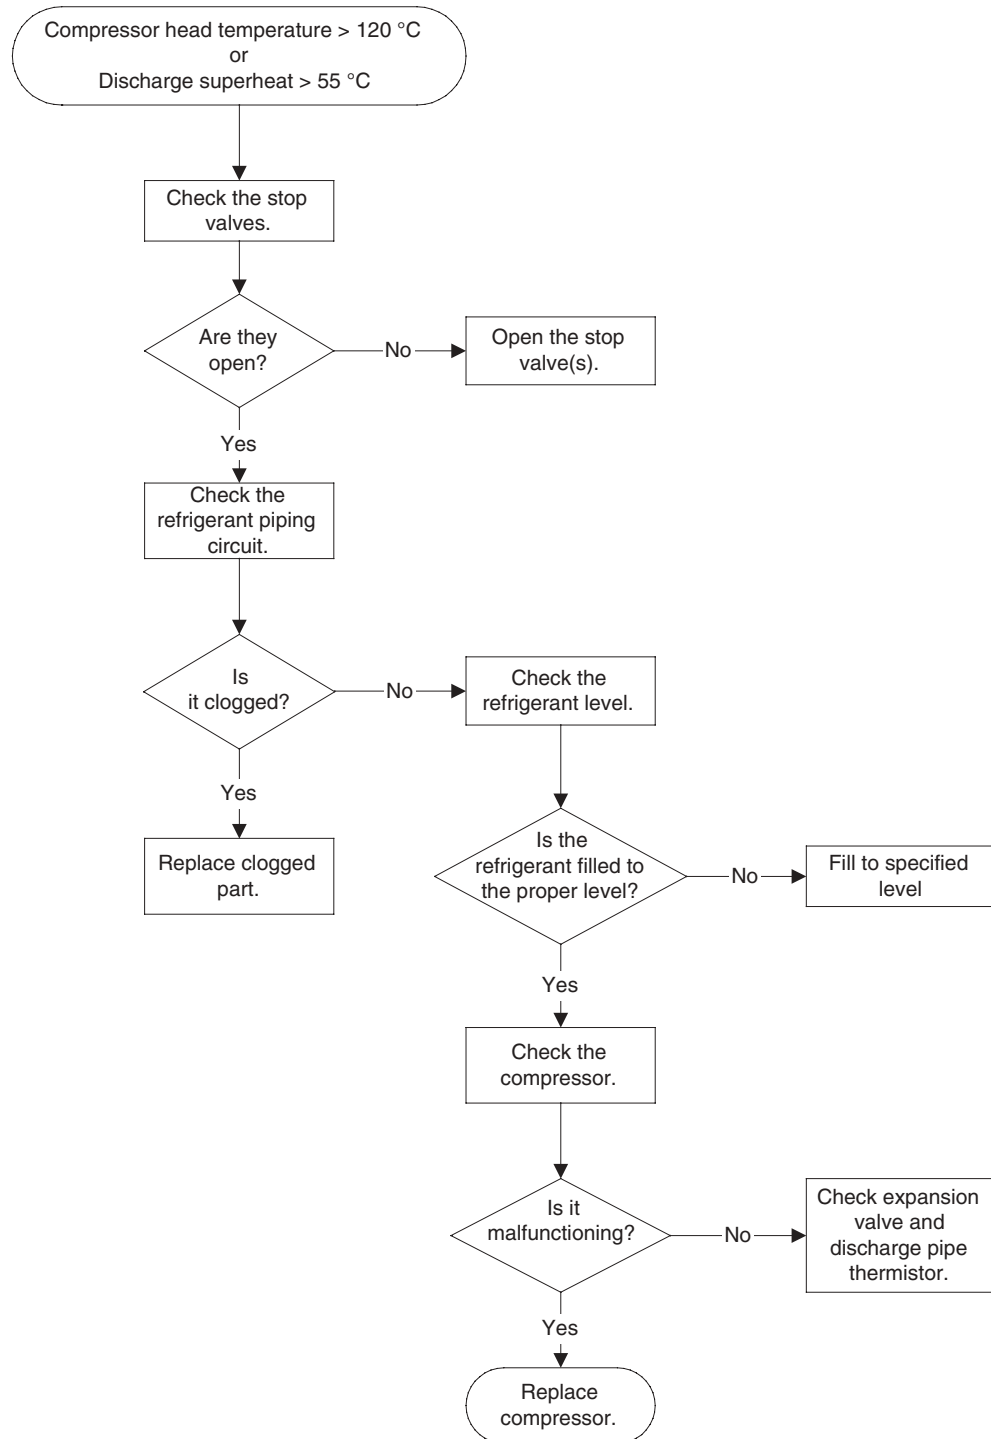 Compressor head temperature > 120 °C
or
Discharge superheat > 55 °C
Check the stop
valves.
Are they
open?
No
Open the stop
valve(s).
Yes
Check the
refrigerant piping
circuit.
Is
it clogged?
No
Check the
refrigerant level.
Yes
Replace clogged
part.
Is the
refrigerant filled to
the proper level?
No
Fill to specified
level
Yes
Check the
compressor.
Is it
malfunctioning?
No
Check expansion
valve and
discharge pipe
thermistor.
Yes
Replace
compressor.